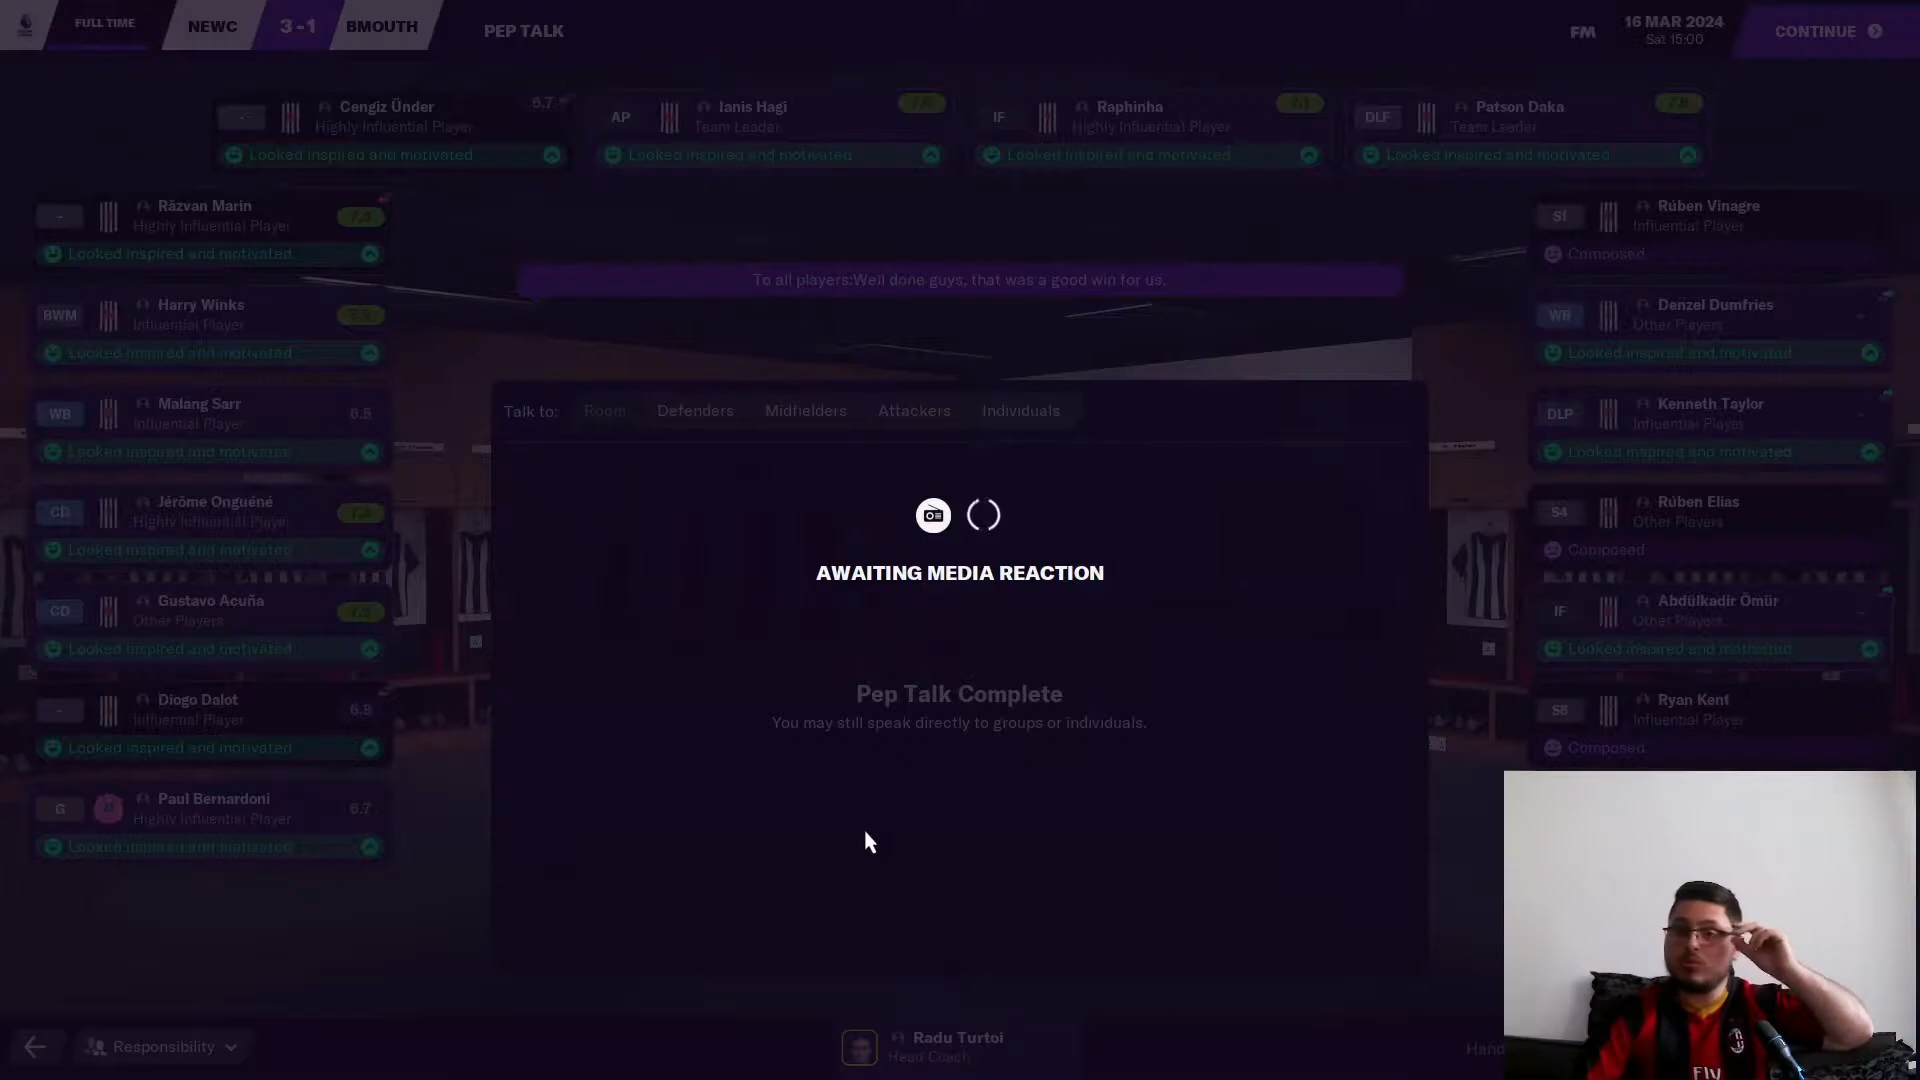 FULL TIME
NEWC 3 - 1 BMOUTH
PEP TALK
FM
16 MAR 2024
Sat 15:00
CONTINUE
- Cengiz Ünder 6.7
Highly Influential Player
Looked inspired and motivated
AP Ianis Hagi
Team Leader
Looked inspired and motivated
IF Raphinha 7.1
Highly Influential Player
Looked inspired and motivated
DLF Patson Daka
Team Leader
Looked inspired and motivated
- Răzvan Marin
Highly Influential Player
Looked inspired and motivated
BWM Harry Winks
Influential Player
Looked inspired and motivated
WB Malang Sarr 6.5
Influential Player
Looked inspired and motivated
CD Jérôme Onguéné
Highly Influential Player
Looked inspired and motivated
CD Gustavo Acuña
Other Players
Looked inspired and motivated
- Diogo Dalot 6.9
Influential Player
Looked inspired and motivated
G Paul Bernardoni 6.7
Highly Influential Player
Looked inspired and motivated
To all players:Well done guys, that was a good win for us.
Talk to: Room Defenders Midfielders Attackers Individuals
AWAITING MEDIA REACTION
Pep Talk Complete
You may still speak directly to groups or individuals.
S1 Rúben Vinagre
Influential Player
Composed
WB Denzel Dumfries -
Other Players
Looked inspired and motivated
DLP Kenneth Taylor -
Influential Player
Looked inspired and motivated
S4 Rúben Elias
Other Players
Composed
IF Abdülkadir Ömür -
Other Players
Looked inspired and motivated
S6 Ryan Kent
Influential Player
Composed
Responsibility
Radu Turtoi
Head Coach
Hand